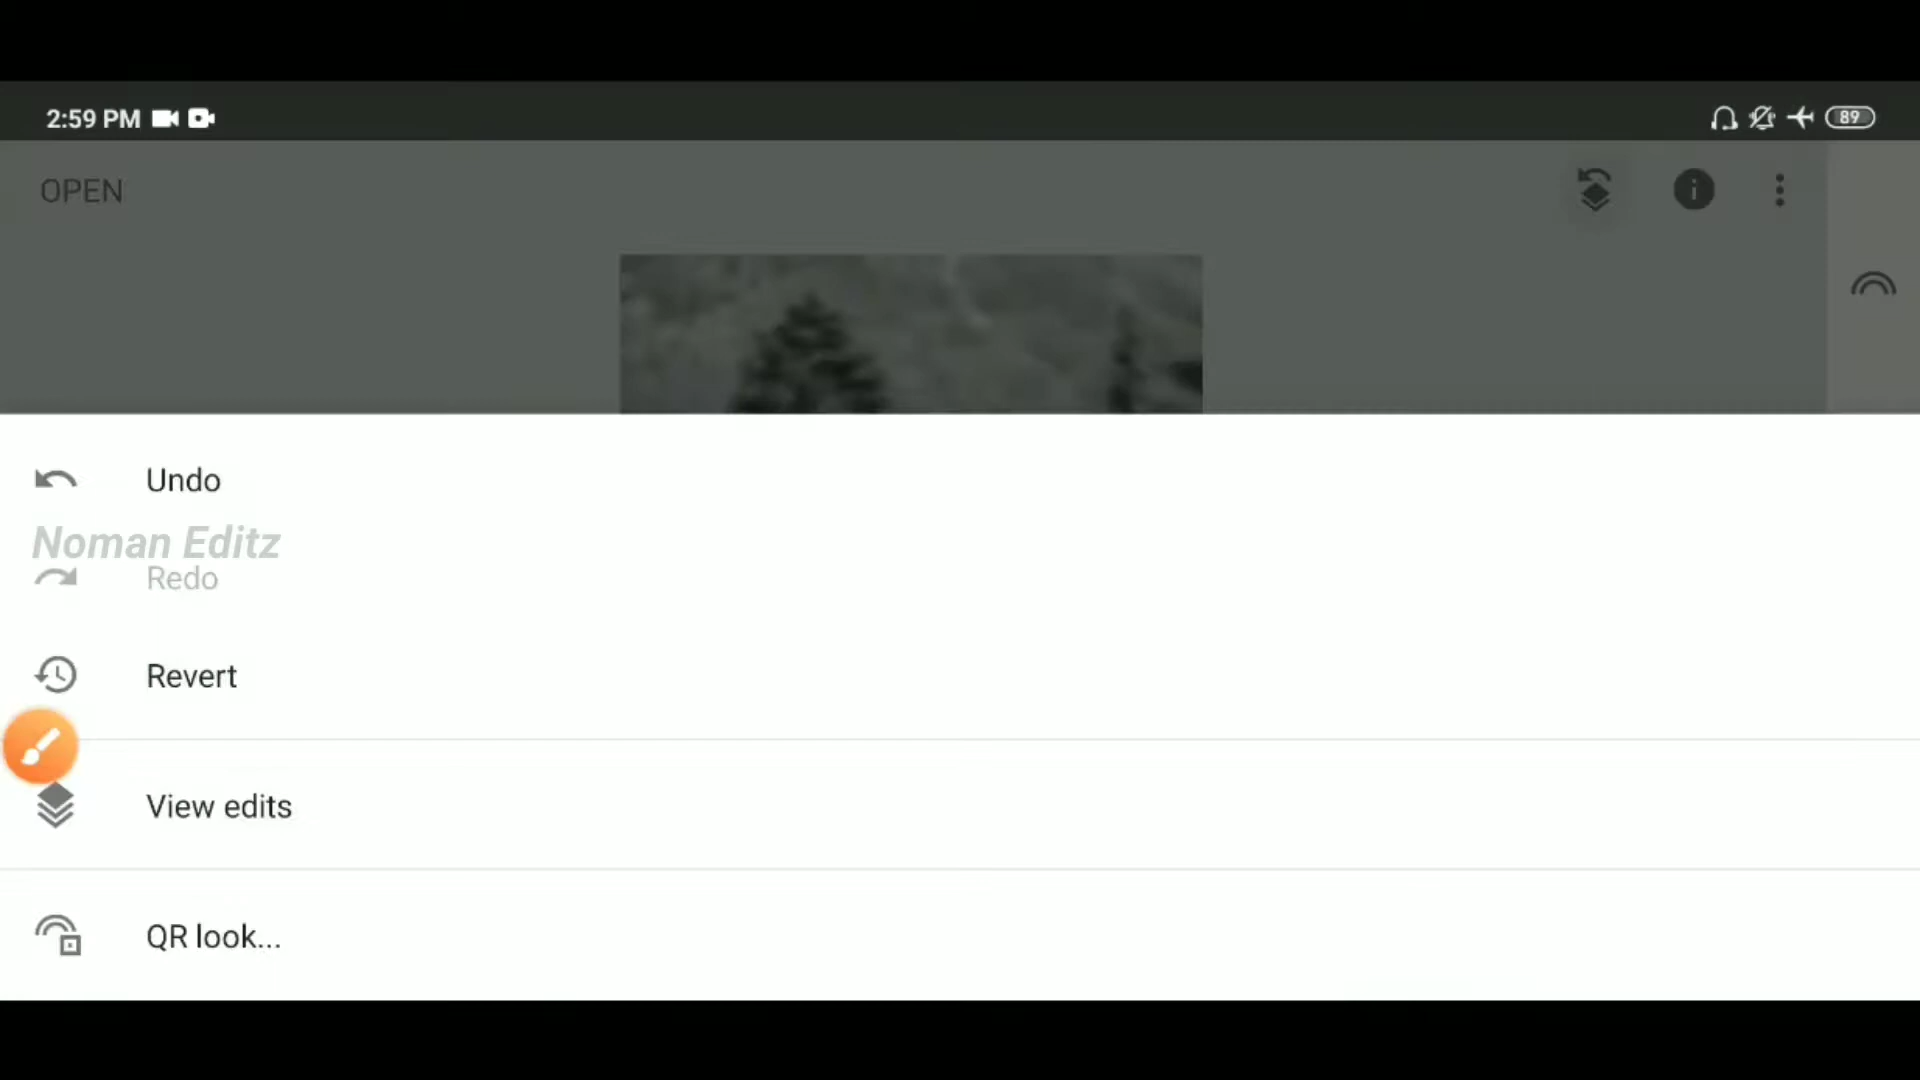 2:59 PM
89
OPEN
Undo
Noman Editz
Redo
Revert
View edits
QR look...